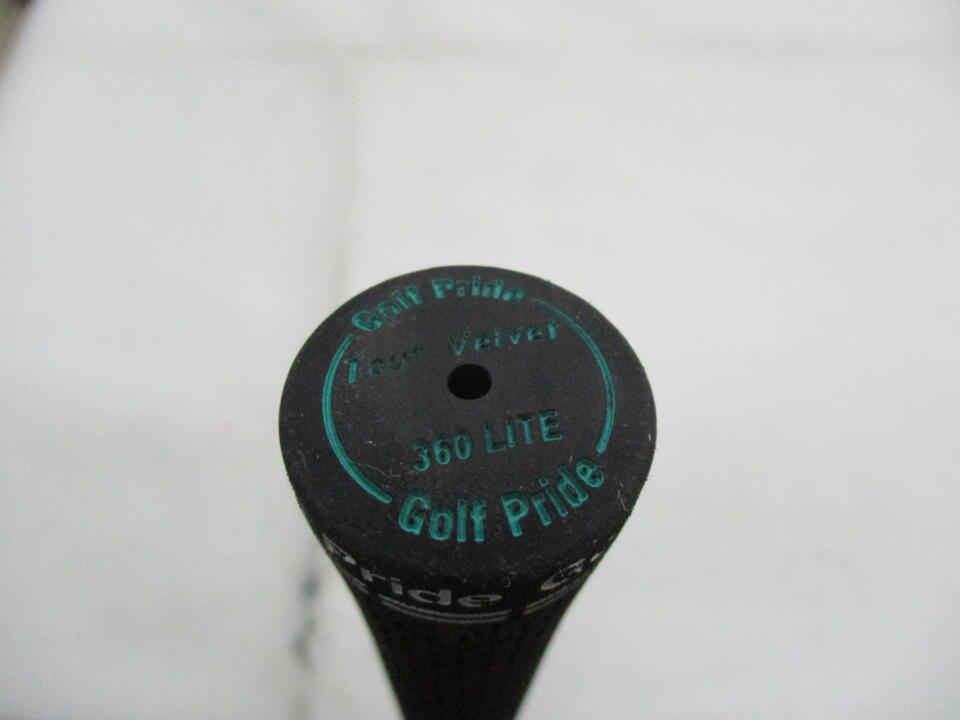 Golf Pride
Tour Velvet
360 LITE
Golf Pride
Pride G